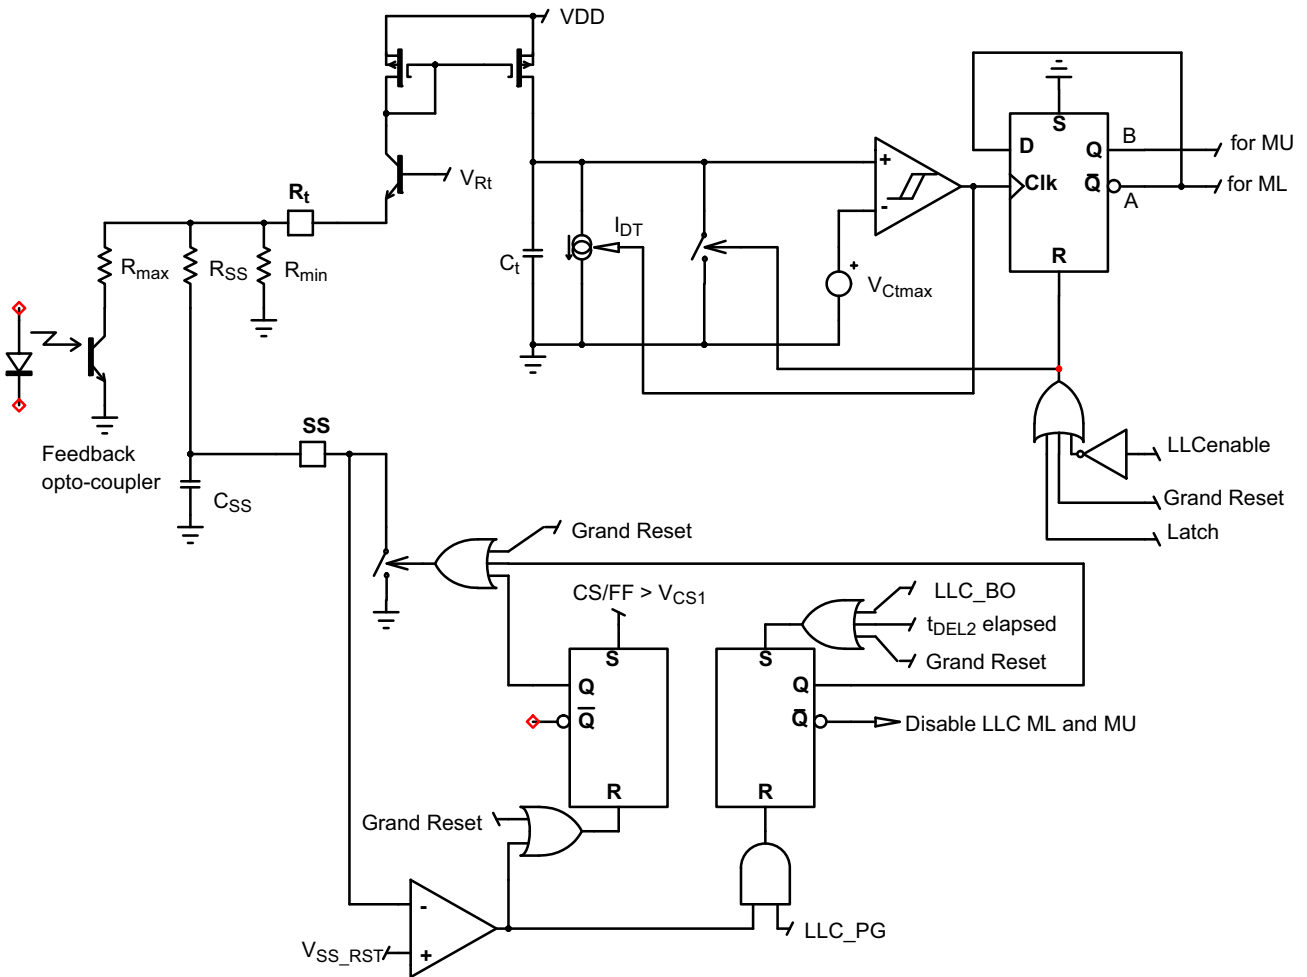 VDD
S
D
B
Q
for MU
Clk
Q
A
for ML
R
VRt
Rt
IDT
Ct
+
-
+
VCtmax
Rmax
RSS
Rmin
SS
Feedback
opto-coupler
CSS
LLCenable
Grand Reset
Latch
Grand Reset
CS/FF > VCS1
LLC_BO
tDEL2 elapsed
Grand Reset
S
Q
Q
R
S
Q
Q
R
Disable LLC ML and MU
Grand Reset
LLC_PG
-
+
VSS_RST